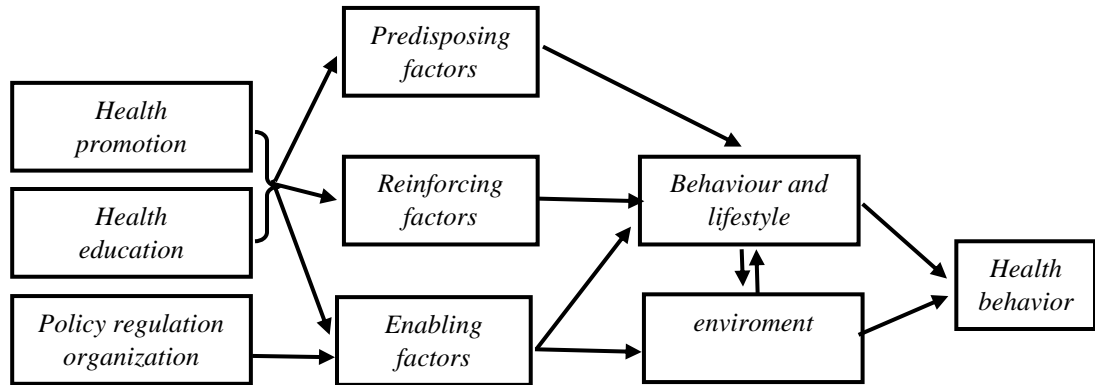 Predisposing
factors
Health
promotion
Reinforcing
factors
Behaviour and
lifestyle
Health
education
Health
behavior
Policy regulation
organization
Enabling
factors
enviroment